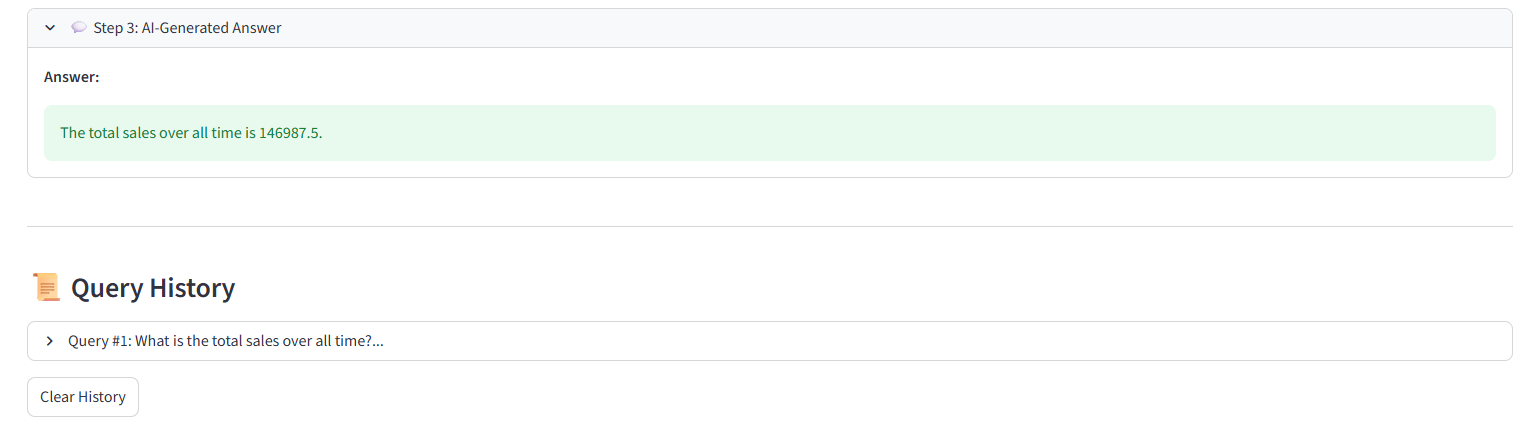 Step 3: AI-Generated Answer
Answer:
The total sales over all time is 146987.5.
Query History
Query #1: What is the total sales over all time?...
Clear History